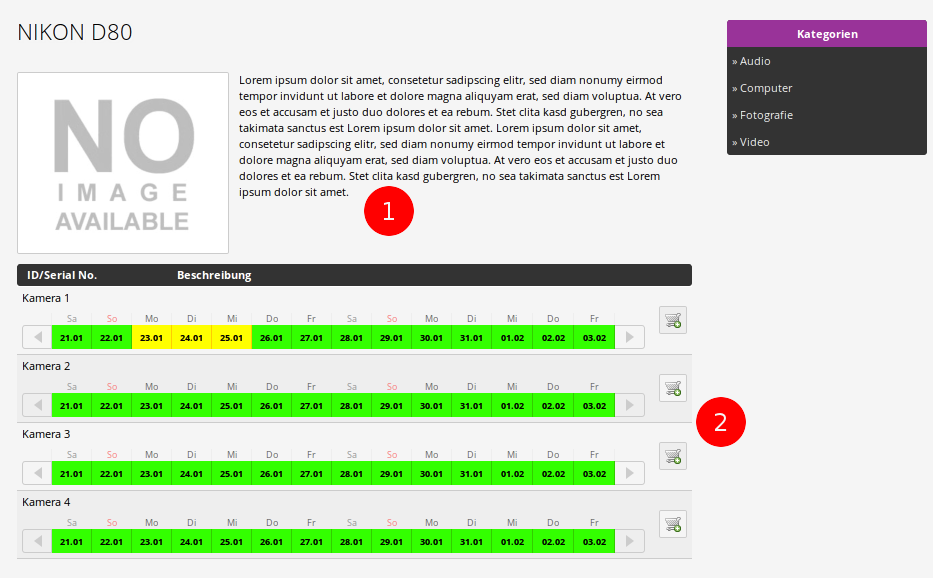 NIKON D80
NO
IMAGE
AVAILABLE
Lorem ipsum dolor sit amet, consetetur sadipscing elitr, sed diam nonumy eirmod
tempor invidunt ut labore et dolore magna aliquyam erat, sed diam voluptua. At vero
eos et accusam et justo duo dolores et ea rebum. Stet clita kasd gubergren, no sea
takimata sanctus est Lorem ipsum dolor sit amet. Lorem ipsum dolor sit amet,
consetetur sadipscing elitr, sed diam nonumy eirmod tempor invidunt ut labore et
dolore magna aliquyam erat, sed diam voluptua. At vero eos et accusam et justo duo
dolores et ea rebum. Stet clita kasd gubergren, no sea takimata sanctus est Lorem
ipsum dolor sit amet.
1
Kategorien
» Audio
» Computer
» Fotografie
» Video
ID/Serial No. Beschreibung
Kamera 1
Sa So Mo Di Mi Do Fr Sa So Mo Di Mi Do Fr
21.01 22.01 23.01 24.01 25.01 26.01 27.01 28.01 29.01 30.01 31.01 01.02 02.02 03.02
Kamera 2
Sa So Mo Di Mi Do Fr Sa So Mo Di Mi Do Fr
21.01 22.01 23.01 24.01 25.01 26.01 27.01 28.01 29.01 30.01 31.01 01.02 02.02 03.02
2
Kamera 3
Sa So Mo Di Mi Do Fr Sa So Mo Di Mi Do Fr
21.01 22.01 23.01 24.01 25.01 26.01 27.01 28.01 29.01 30.01 31.01 01.02 02.02 03.02
Kamera 4
Sa So Mo Di Mi Do Fr Sa So Mo Di Mi Do Fr
21.01 22.01 23.01 24.01 25.01 26.01 27.01 28.01 29.01 30.01 31.01 01.02 02.02 03.02